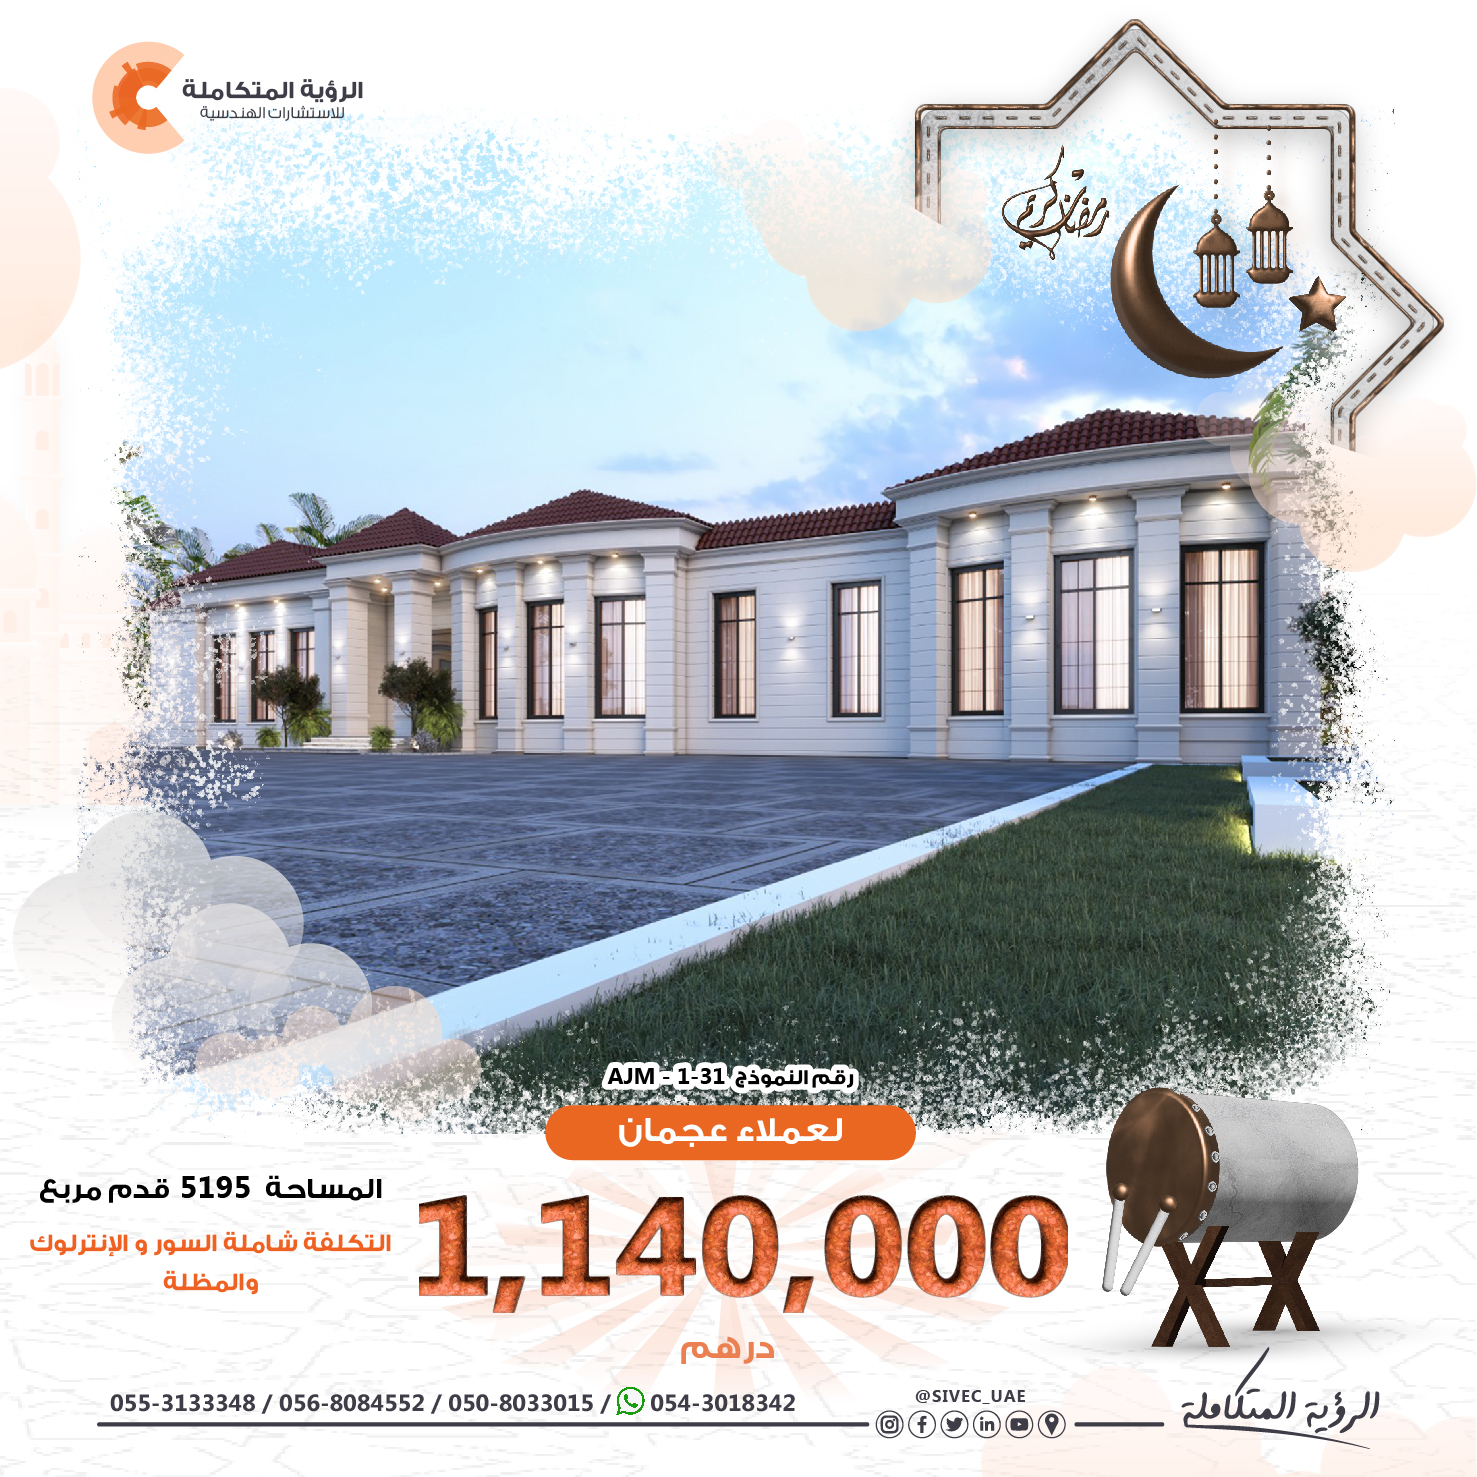 الرؤية المتكاملة
للاستشارات الهندسية
رمضان كريم
رقم النموذج AJM - 1-31
لعملاء عجمان
المساحة 5195 قدم مربع
التكلفة شاملة السور و الإنترلوك
والمظلة
1,140,000
درهم
055-3133348 / 056-8084552 / 050-8033015 / 054-3018342
@SIVEC_UAE
الرؤية المتكاملة